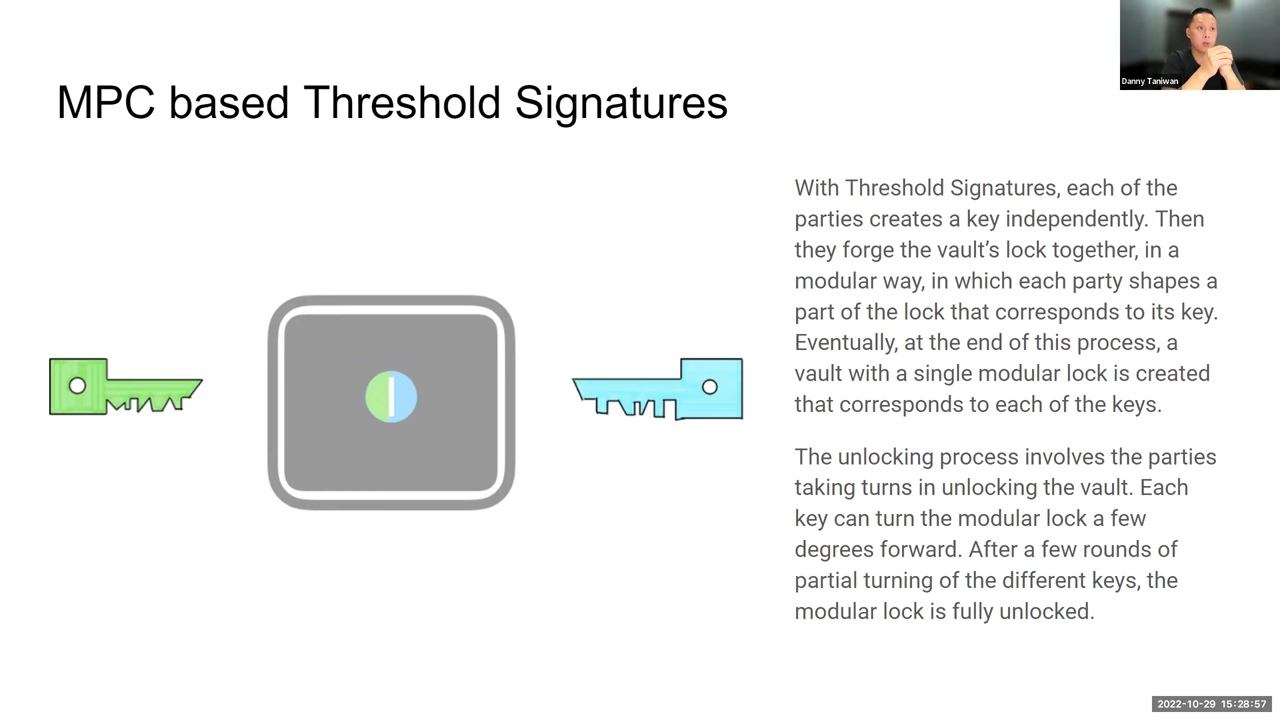 Danny Taniwan
MPC based Threshold Signatures
With Threshold Signatures, each of the
parties creates a key independently. Then
they forge the vault’s lock together, in a
modular way, in which each party shapes a
part of the lock that corresponds to its key.
Eventually, at the end of this process, a
vault with a single modular lock is created
that corresponds to each of the keys.
The unlocking process involves the parties
taking turns in unlocking the vault. Each
key can turn the modular lock a few
degrees forward. After a few rounds of
partial turning of the different keys, the
modular lock is fully unlocked.
2022-10-29 15:28:57